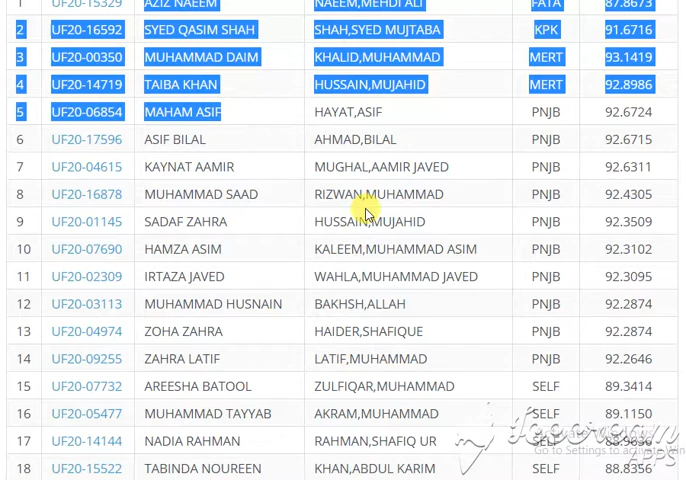 1 UF20-15329 AZIZ NAEEM NAEEM,MEHDI ALI FATA 87.8673
2 UF20-16592 SYED QASIM SHAH SHAH,SYED MUJTABA KPK 91.6716
3 UF20-00350 MUHAMMAD DAIM KHALID,MUHAMMAD MERT 93.1419
4 UF20-14719 TAIBA KHAN HUSSAIN,MUJAHID MERT 92.8986
5 UF20-06854 MAHAM ASIF HAYAT,ASIF PNJB 92.6724
6 UF20-17596 ASIF BILAL AHMAD,BILAL PNJB 92.6715
7 UF20-04615 KAYNAT AAMIR MUGHAL,AAMIR JAVED PNJB 92.6311
8 UF20-16878 MUHAMMAD SAAD RIZWAN,MUHAMMAD PNJB 92.4305
9 UF20-01145 SADAF ZAHRA HUSSAIN,MUJAHID PNJB 92.3509
10 UF20-07690 HAMZA ASIM KALEEM,MUHAMMAD ASIM PNJB 92.3102
11 UF20-02309 IRTAZA JAVED WAHLA,MUHAMMAD JAVED PNJB 92.3095
12 UF20-03113 MUHAMMAD HUSNAIN BAKHSH,ALLAH PNJB 92.2874
13 UF20-04974 ZOHA ZAHRA HAIDER,SHAFIQUE PNJB 92.2874
14 UF20-09255 ZAHRA LATIF LATIF,MUHAMMAD PNJB 92.2646
15 UF20-07732 AREESHA BATOOL ZULFIQAR,MUHAMMAD SELF 89.3414
16 UF20-05477 MUHAMMAD TAYYAB AKRAM,MUHAMMAD SELF 89.1150
17 UF20-14144 NADIA RAHMAN RAHMAN,SHAFIQ UR SELF
Go to Settings to activate Win
18 UF20-15522 TABINDA NOUREEN KHAN,ABDUL KARIM SELF 88.8356
APPS